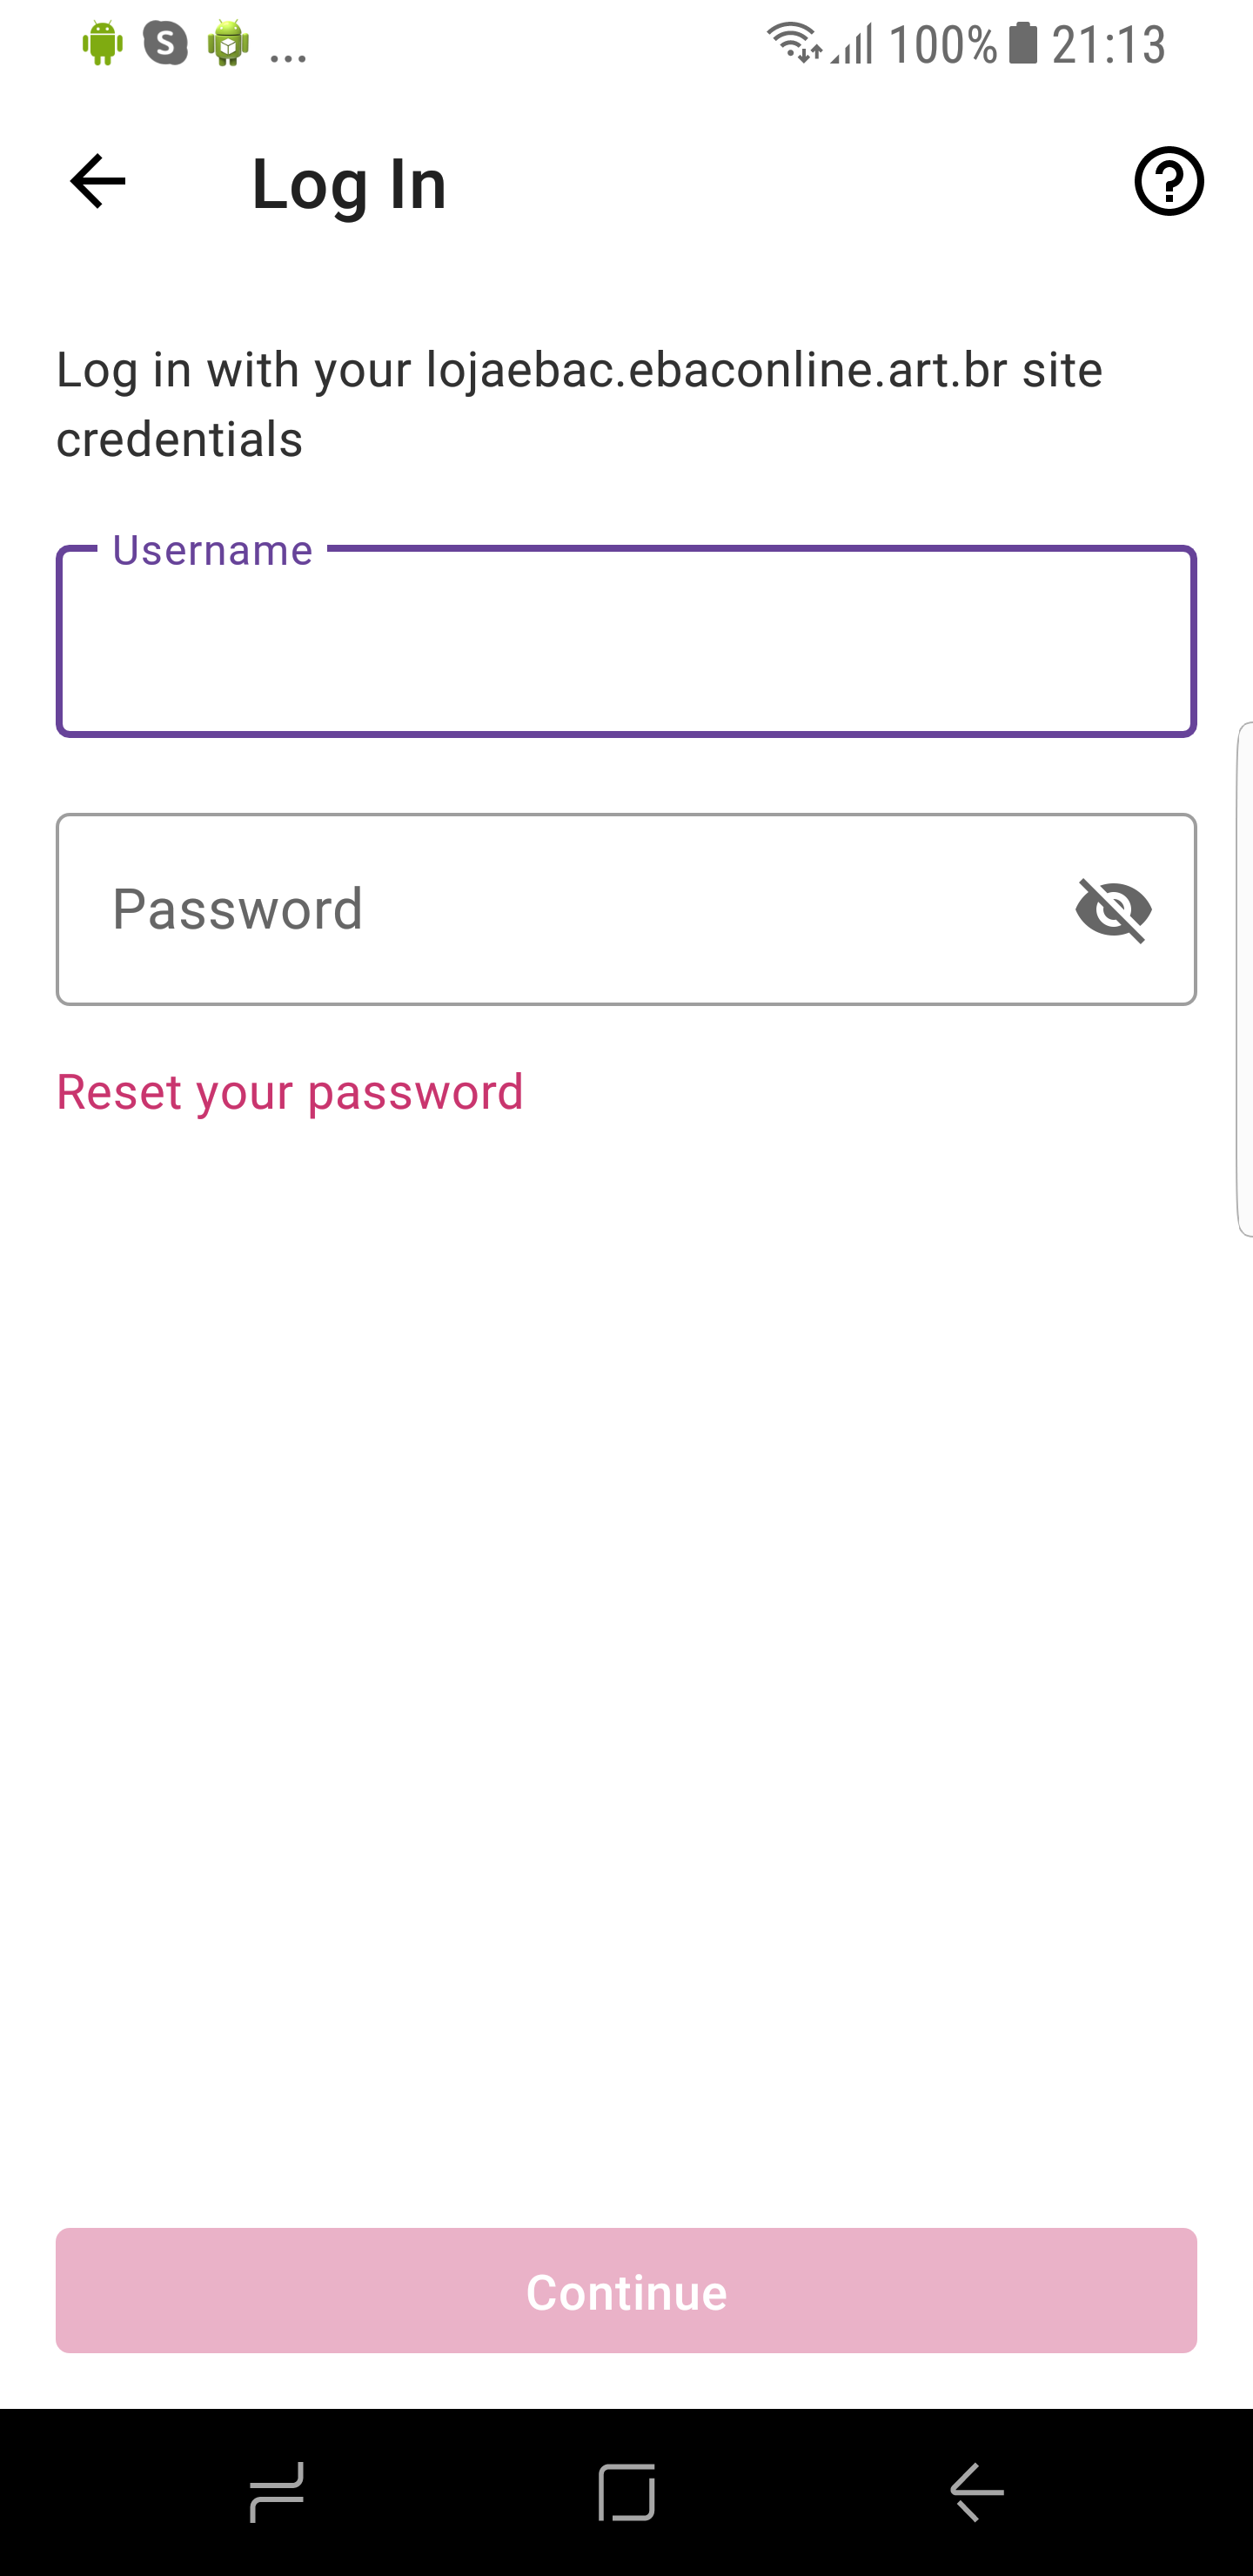 ... 100% 21:13
Log In
Log in with your lojaebac.ebaconline.art.br site
credentials
Username
Password
Reset your password
Continue